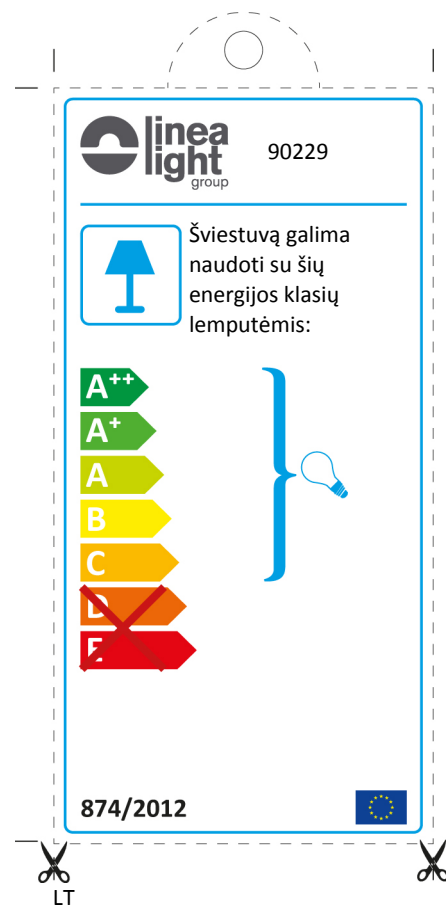 linea
light
group
90229
Šviestuvą galima
naudoti su šių
energijos klasių
lemputėmis:
A++
A+
A
B
C
D
E
874/2012
LT